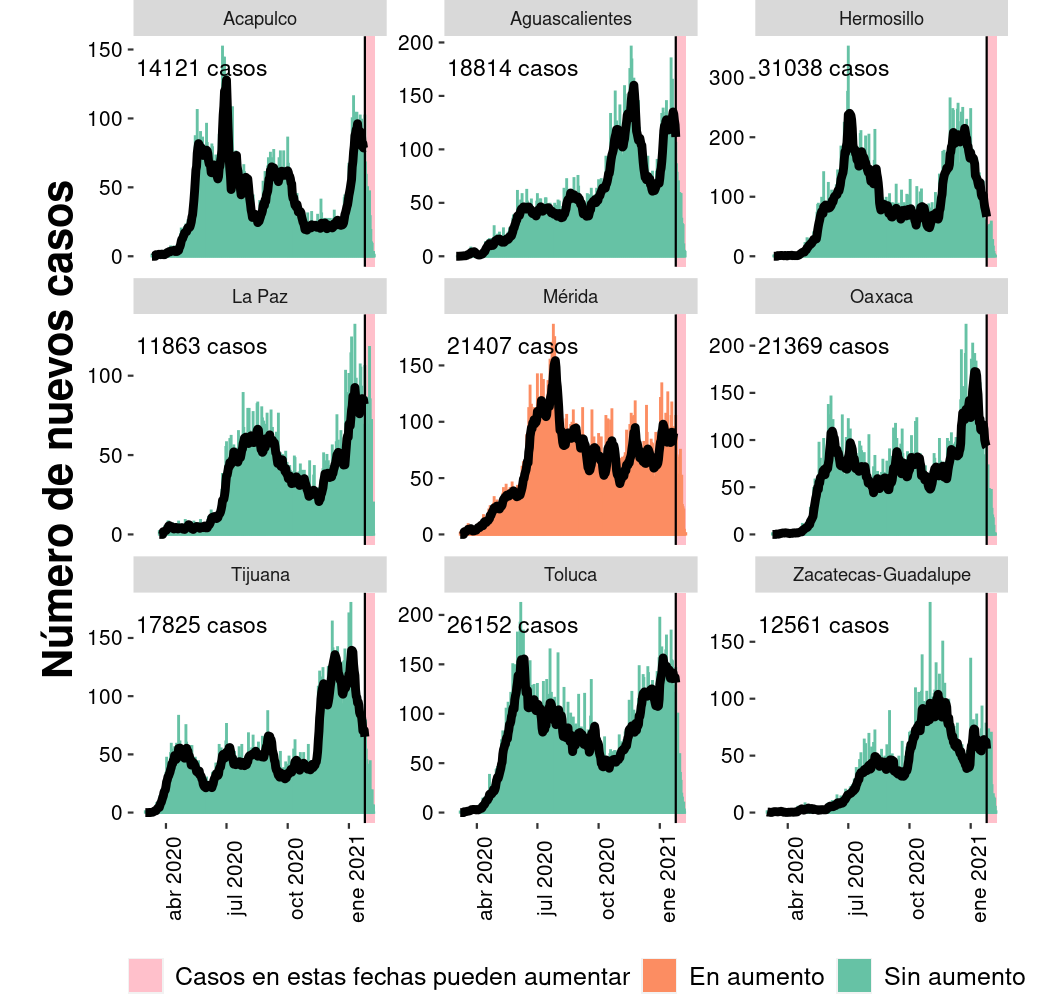 Número de nuevos casos
Acapulco
Aguascalientes
Hermosillo
150
100
50
0
14121 casos
200
150
100
50
0
18814 casos
300
200
100
0
31038 casos
La Paz
Mérida
Oaxaca
100
50
0
11863 casos
150
100
50
0
21407 casos
200
150
100
50
0
21369 casos
Tijuana
Toluca
Zacatecas-Guadalupe
150
100
50
0
17825 casos
200
150
100
50
0
26152 casos
150
100
50
0
12561 casos
abr 2020
jul 2020
oct 2020
ene 2021
abr 2020
jul 2020
oct 2020
ene 2021
abr 2020
jul 2020
oct 2020
ene 2021
Casos en estas fechas pueden aumentar
En aumento
Sin aumento